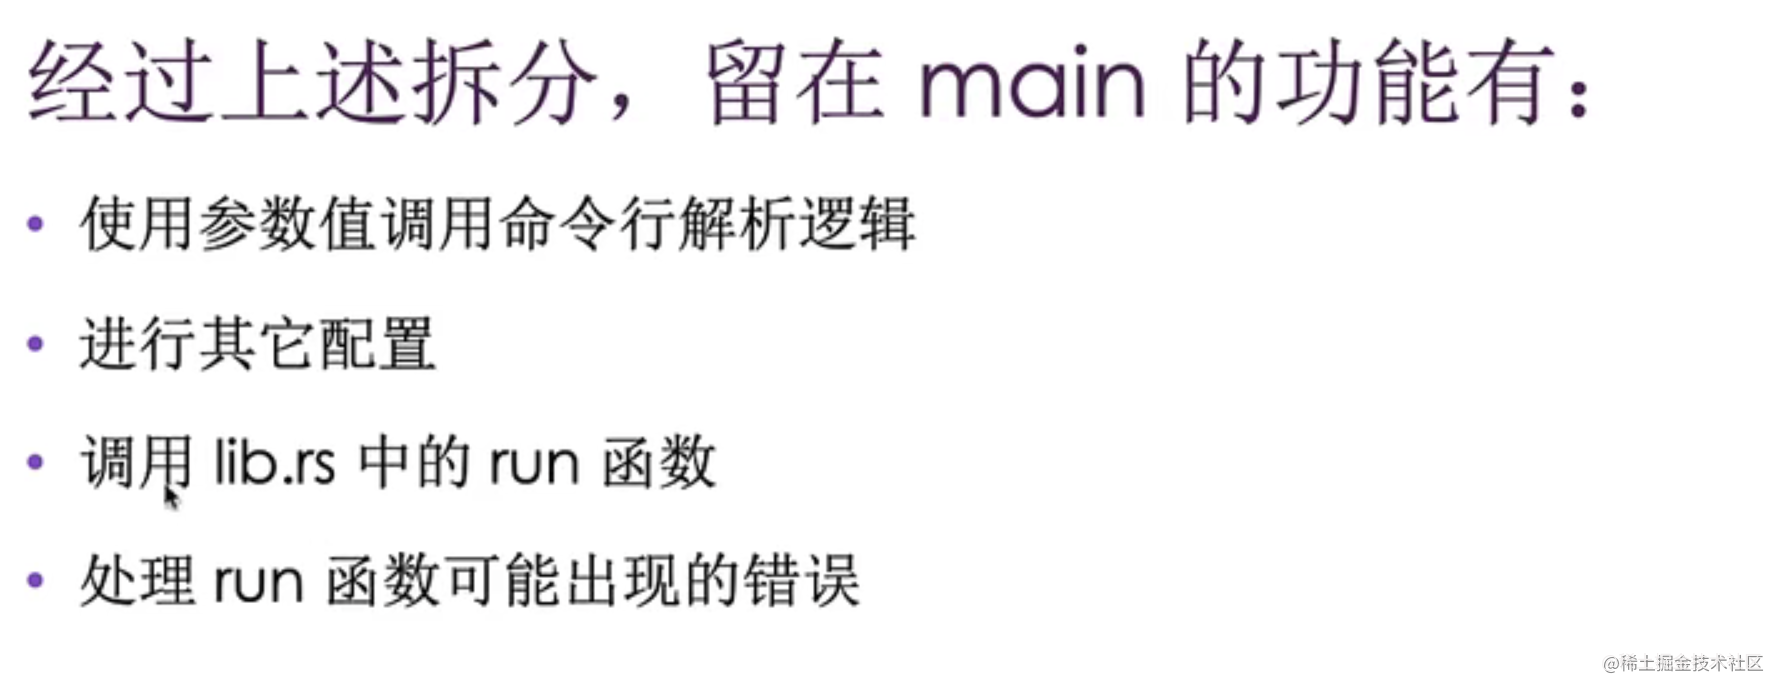 经过上述拆分，留在 main 的功能有：
• 使用参数值调用命令行解析逻辑
• 进行其它配置
• 调用 lib.rs 中的 run 函数
• 处理 run 函数可能出现的错误
@稀土掘金技术社区